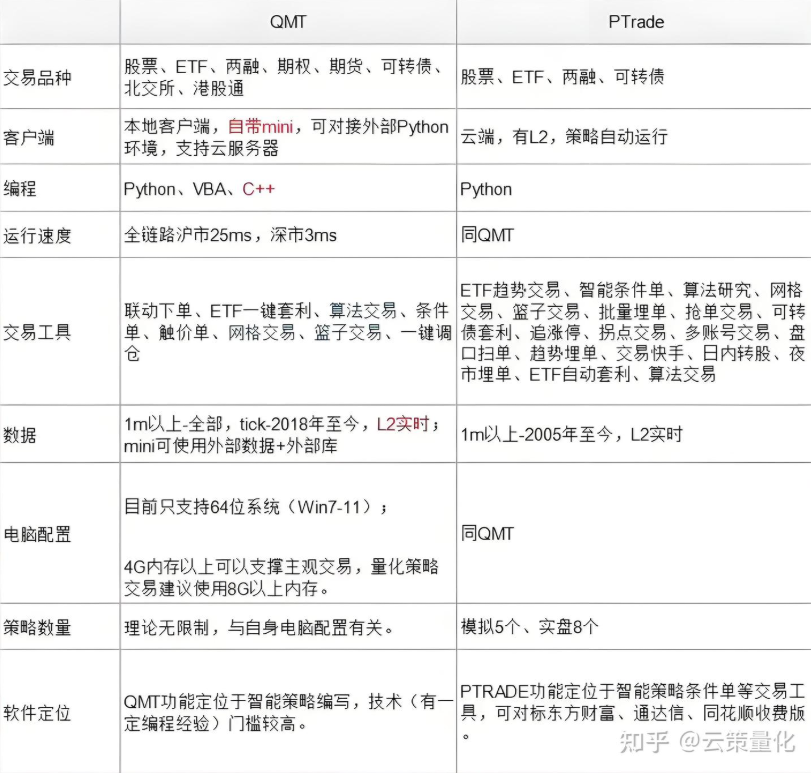 QMT
PTrade
交易品种
股票、ETF、两融、期权、期货、可转债、
北交所、港股通
股票、ETF、两融、可转债
客户端
本地客户端，自带mini，可对接外部Python
环境，支持云服务器
云端，有L2，策略自动运行
编程
Python、VBA、C++
Python
运行速度
全链路沪市25ms，深市3ms
同QMT
交易工具
联动下单、ETF一键套利、算法交易、条件
单、触价单、网格交易、篮子交易、一键调
仓
ETF趋势交易、智能条件单、算法研究、网格
交易、篮子交易、批量埋单、抢单交易、可转
债套利、追涨停、拐点交易、多账号交易、盘
口扫单、趋势埋单、交易快手、日内转股、夜
市埋单、ETF自动套利、算法交易
数据
1m以上-全部，tick-2018年至今，L2实时；
mini可使用外部数据+外部库
1m以上-2005年至今，L2实时
电脑配置
目前只支持64位系统（Win7-11）；
4G内存以上可以支撑主观交易，量化策略
交易建议使用8G以上内存。
同QMT
策略数量
理论无限制，与自身电脑配置有关。
模拟5个、实盘8个
软件定位
QMT功能定位于智能策略编写，技术（有一
定编程经验）门槛较高。
PTRADE功能定位于智能策略条件单等交易工
具，可对标东方财富、通达信、同花顺收费版
。
知乎 @云策量化